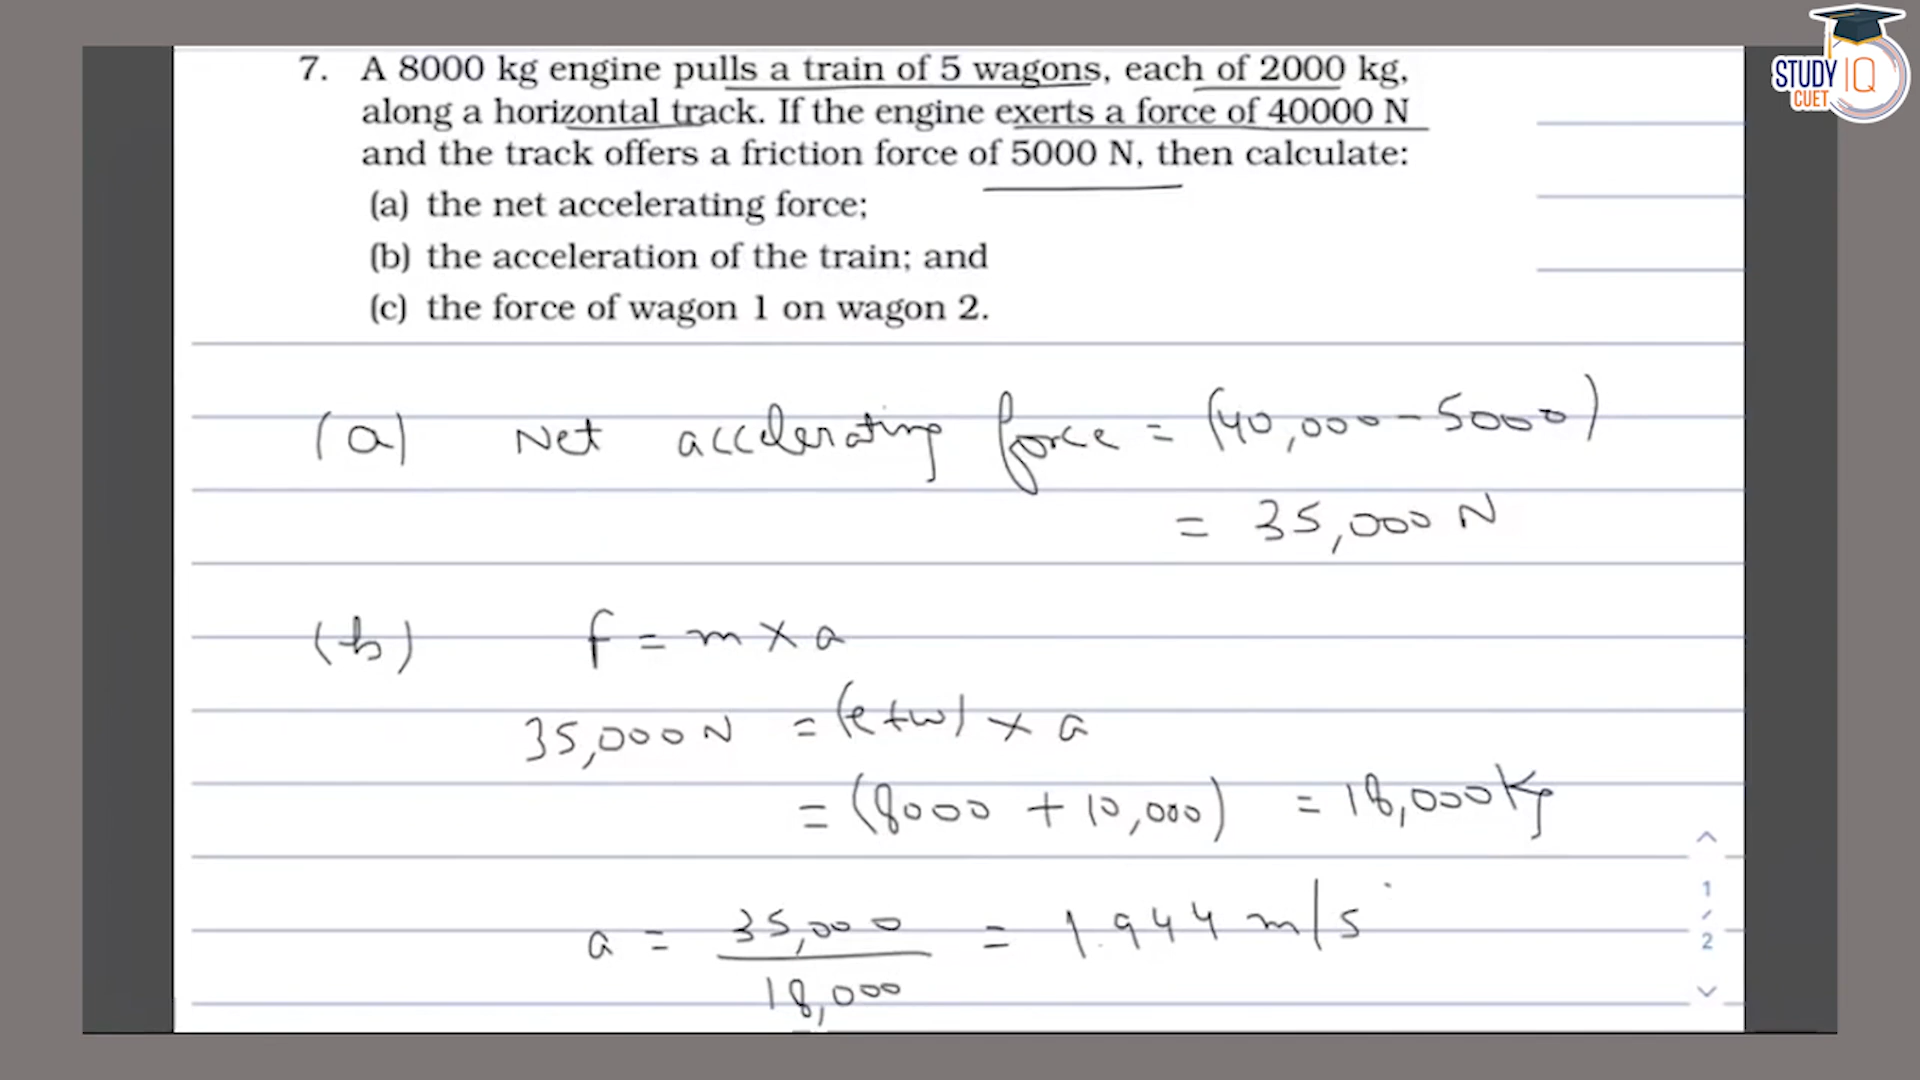 STUDY IQ
CUET
7. A 8000 kg engine pulls a train of 5 wagons, each of 2000 kg,
along a horizontal track. If the engine exerts a force of 40000 N
and the track offers a friction force of 5000 N, then calculate:
(a) the net accelerating force;
(b) the acceleration of the train; and
(c) the force of wagon 1 on wagon 2.
(a) Net accelerating force = (40,000 - 5000)
= 35,000 N
(b) f = m × a
35,000 N = (e + w) × a
= (8000 + 10,000) = 18,000 Kg
a = 35,000 / 18,000 = 1.944 m/s
1
/
2